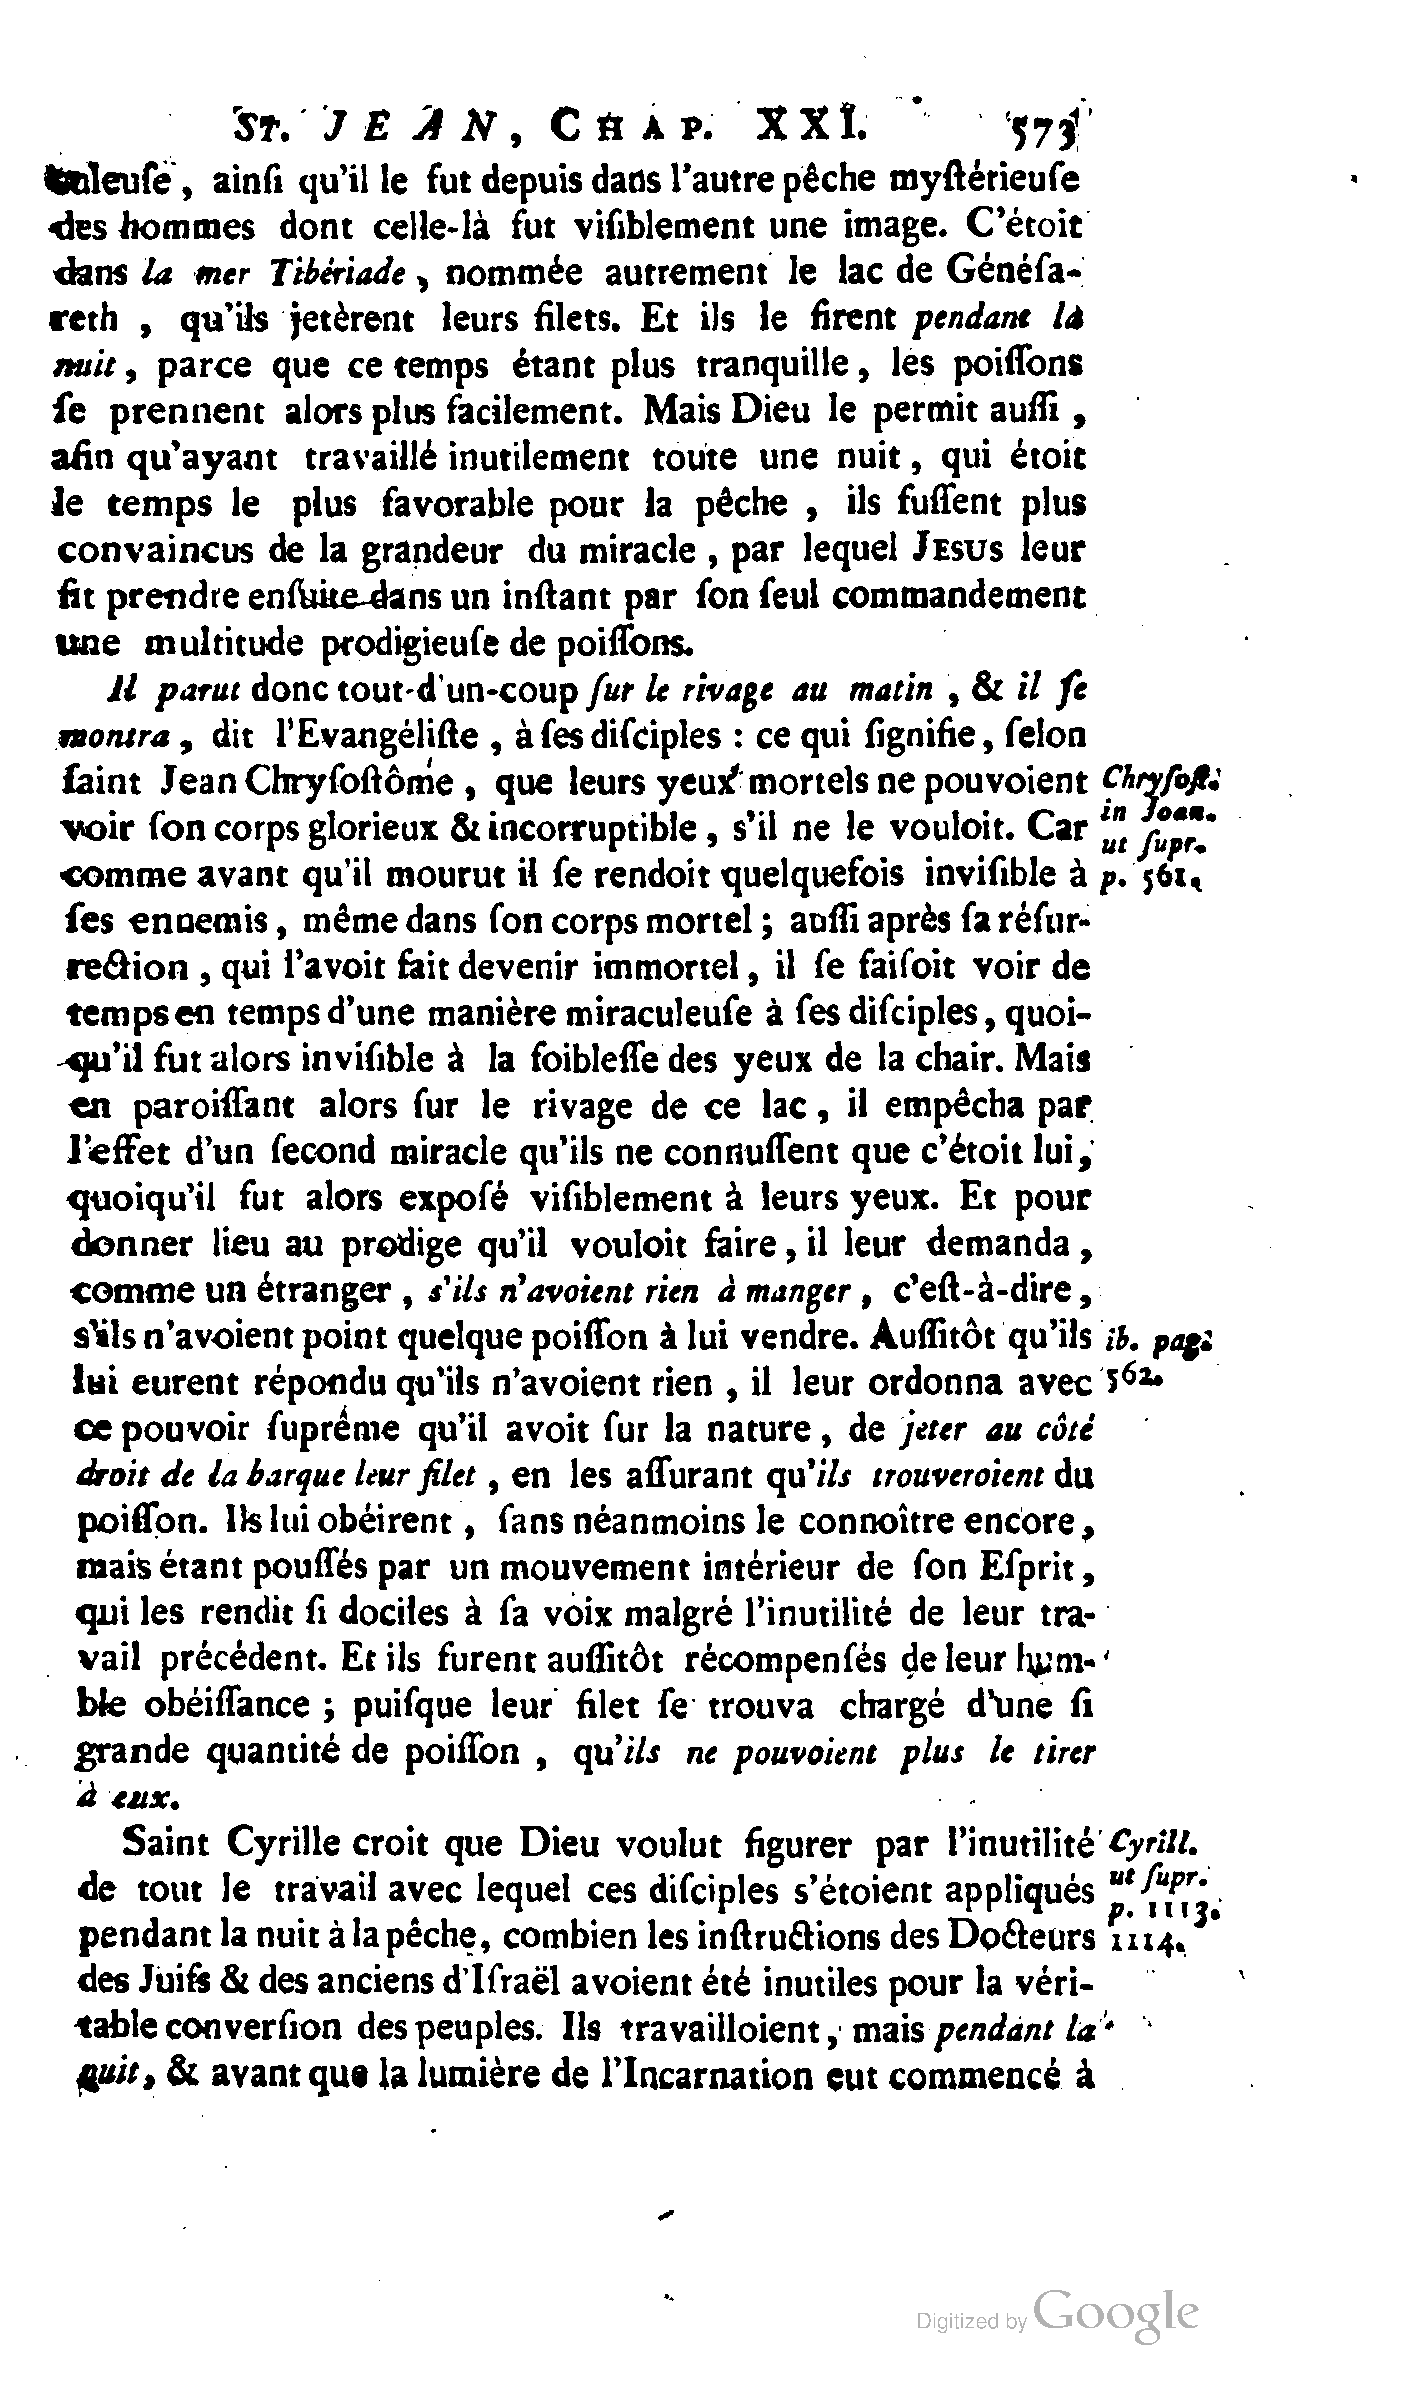 St. JEAN, CHAP. XXI. 573
culeuſe, ainſi qu'il le fut depuis dans l'autre pêche myſtérieuſe
des hommes dont celle-là fut viſiblement une image. C'étoit
dans la mer Tibériade, nommée autrement le lac de Généſa-
reth, qu'ils jetèrent leurs filets. Et ils le firent pendant la
nuit, parce que ce temps étant plus tranquille, les poiſſons
ſe prennent alors plus facilement. Mais Dieu le permit auſſi,
afin qu'ayant travaillé inutilement toute une nuit, qui étoit
le temps le plus favorable pour la pêche, ils fuſſent plus
convaincus de la grandeur du miracle, par lequel JESUS leur
fit prendre enſuite dans un inſtant par ſon ſeul commandement
une multitude prodigieuſe de poiſſons.
Il parut donc tout-d'un-coup ſur le rivage au matin, & il ſe
montra, dit l'Evangéliſte, à ſes diſciples : ce qui ſignifie, ſelon
ſaint Jean Chryſoſtôme, que leurs yeux mortels ne pouvoient
Chryſoſt.
voir ſon corps glorieux & incorruptible, s'il ne le vouloit. Car
in Joan.
ut ſupr.
comme avant qu'il mourut il ſe rendoit quelquefois inviſible à
p. 561.
ſes ennemis, même dans ſon corps mortel ; auſſi après ſa réſur-
rection, qui l'avoit fait devenir immortel, il ſe faiſoit voir de
temps en temps d'une manière miraculeuſe à ſes diſciples, quoi-
qu'il fut alors inviſible à la foibleſſe des yeux de la chair. Mais
en paroiſſant alors ſur le rivage de ce lac, il empêcha par
l'effet d'un ſecond miracle qu'ils ne connuſſent que c'étoit lui,
quoiqu'il fut alors expoſé viſiblement à leurs yeux. Et pour
donner lieu au prodige qu'il vouloit faire, il leur demanda,
comme un étranger, s'ils n'avoient rien à manger, c'eſt-à-dire,
s'ils n'avoient point quelque poiſſon à lui vendre. Auſſitôt qu'ils
ib. pag.
lui eurent répondu qu'ils n'avoient rien, il leur ordonna avec
562.
ce pouvoir ſuprême qu'il avoit ſur la nature, de jeter au côté
droit de la barque leur filet, en les aſſurant qu'ils trouveroient du
poiſſon. Ils lui obéirent, ſans néanmoins le connoître encore,
mais étant pouſſés par un mouvement intérieur de ſon Eſprit,
qui les rendit ſi dociles à ſa voix malgré l'inutilité de leur tra-
vail précédent. Et ils furent auſſitôt récompenſés de leur hum-
ble obéiſſance ; puiſque leur filet ſe trouva chargé d'une ſi
grande quantité de poiſſon, qu'ils ne pouvoient plus le tirer
à eux.
Saint Cyrille croit que Dieu voulut figurer par l'inutilité
Cyrill.
de tout le travail avec lequel ces diſciples s'étoient appliqués
ut ſupr.
p. 1113.
pendant la nuit à la pêche, combien les inſtructions des Docteurs
1114.
des Juifs & des anciens d'Iſraël avoient été inutiles pour la véri-
table converſion des peuples. Ils travailloient, mais pendant la
nuit, & avant que la lumière de l'Incarnation eut commencé à
Digitized by Google